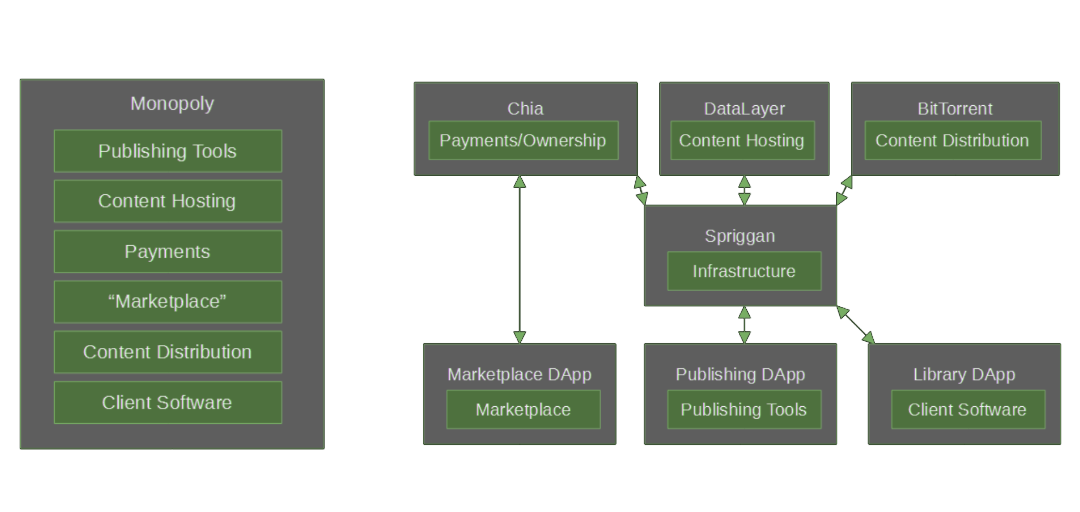 Monopoly
Publishing Tools
Content Hosting
Payments
“Marketplace”
Content Distribution
Client Software
Chia
Payments/Ownership
DataLayer
Content Hosting
BitTorrent
Content Distribution
Spriggan
Infrastructure
Marketplace DApp
Marketplace
Publishing DApp
Publishing Tools
Library DApp
Client Software